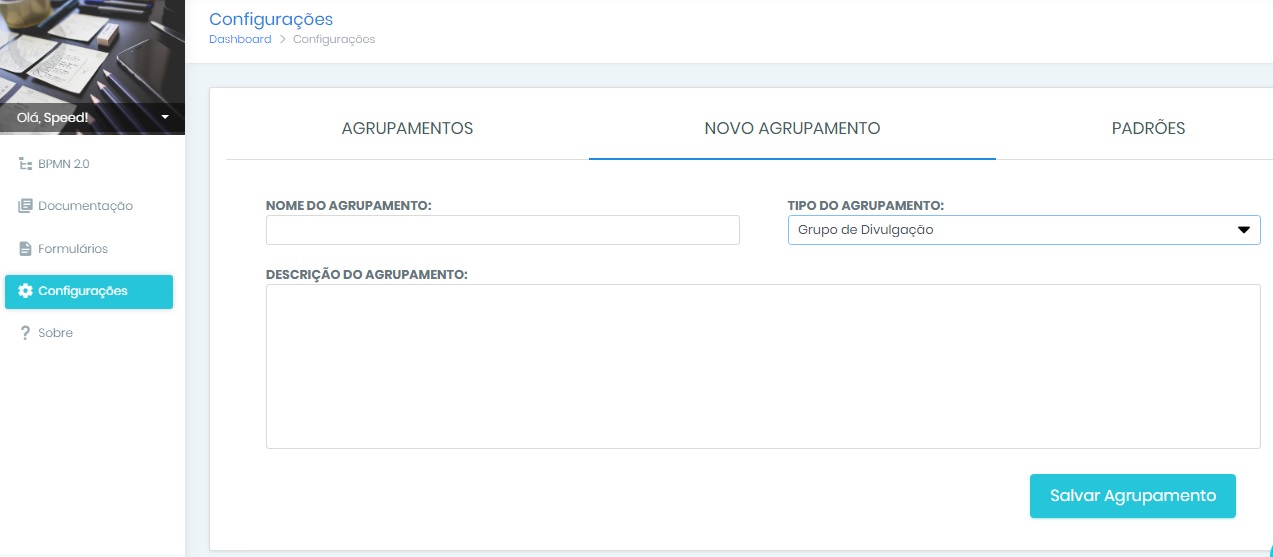 Configurações
Dashboard > Configurações
Olá, Speed!
BPMN 2.0
Documentação
Formulários
Configurações
? Sobre
AGRUPAMENTOS NOVO AGRUPAMENTO PADRÕES
NOME DO AGRUPAMENTO: TIPO DO AGRUPAMENTO:
Grupo de Divulgação
DESCRIÇÃO DO AGRUPAMENTO:
Salvar Agrupamento